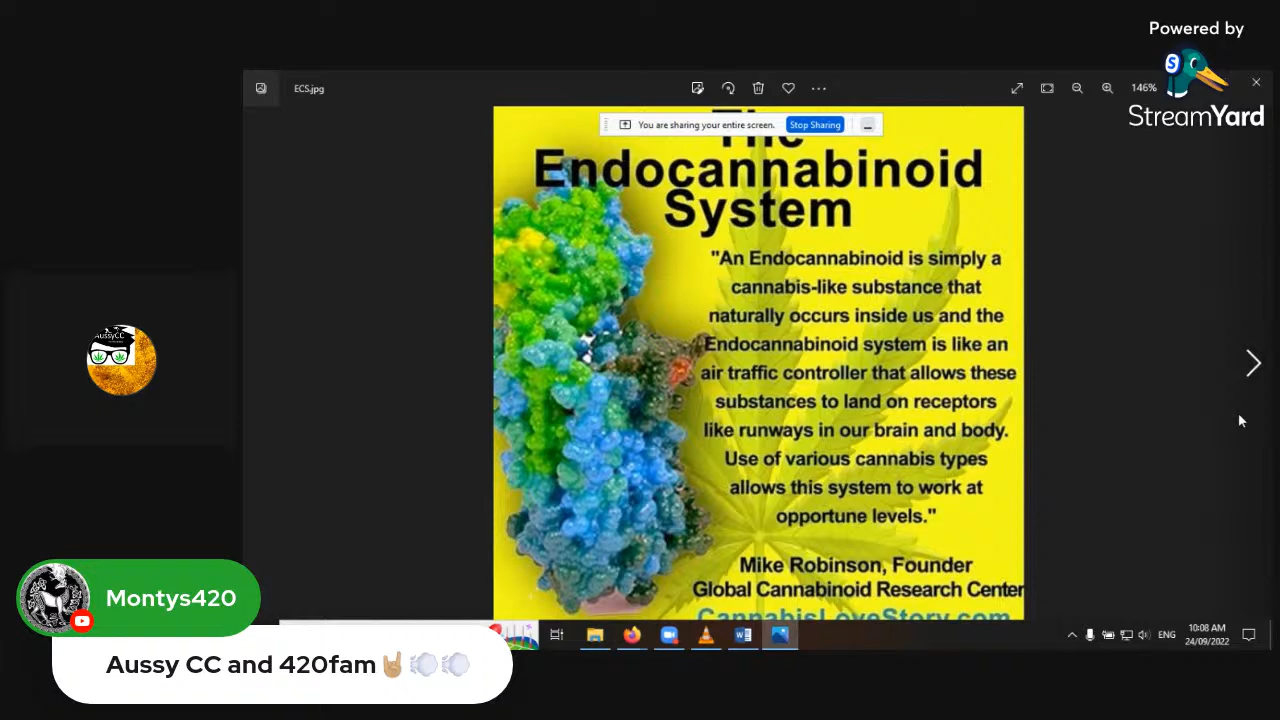 Powered by
StreamYard
ECS.jpg
146%
You are sharing your entire screen.
Stop Sharing
The
Endocannabinoid
System
"An Endocannabinoid is simply a
cannabis-like substance that
naturally occurs inside us and the
Endocannabinoid system is like an
air traffic controller that allows these
substances to land on receptors
like runways in our brain and body.
Use of various cannabis types
allows this system to work at
opportune levels."
Mike Robinson, Founder
Global Cannabinoid Research Center
CannabisLoveStory.com
AussyCC
ENG
10:08 AM
24/09/2022
Montys420
Aussy CC and 420fam🤘🏼💨💨